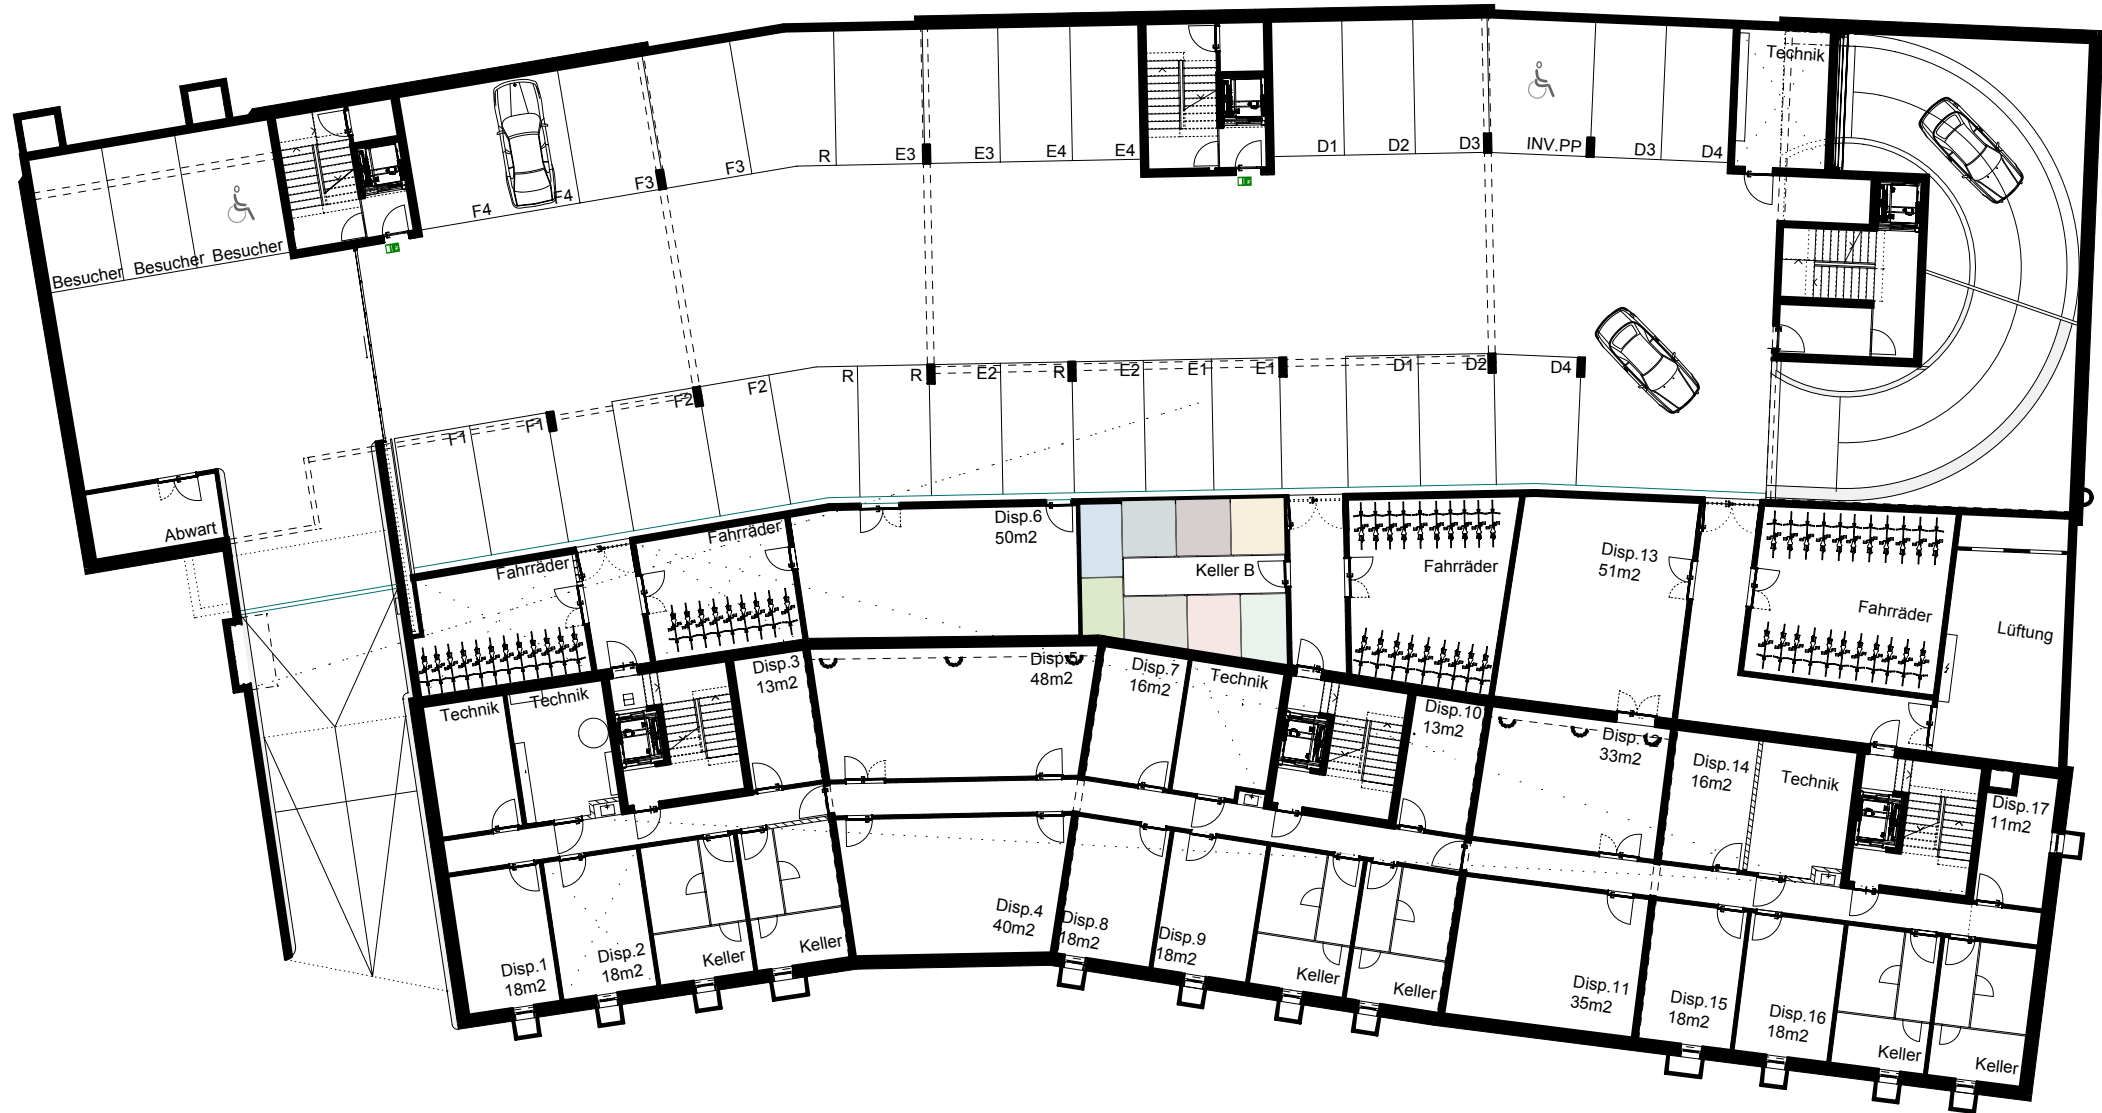 Technik
Besucher
Besucher
Besucher
F4
F4
F3
F3
R
E3
E3
E4
E4
D1
D2
D3
INV.PP
D3
D4
F1
F1
F2
F2
R
R
E2
R
E2
E1
E1
D1
D2
D4
Abwart
Fahrräder
Fahrräder
Disp.6
50m2
Keller B
Fahrräder
Disp.13
51m2
Fahrräder
Lüftung
Technik
Technik
Disp.3
13m2
Disp.5
48m2
Disp.7
16m2
Technik
Disp.10
13m2
Disp.12
33m2
Disp.14
16m2
Technik
Disp.17
11m2
Disp.1
18m2
Disp.2
18m2
Keller
Keller
Disp.4
40m2
Disp.8
18m2
Disp.9
18m2
Keller
Keller
Disp.11
35m2
Disp.15
18m2
Disp.16
18m2
Keller
Keller